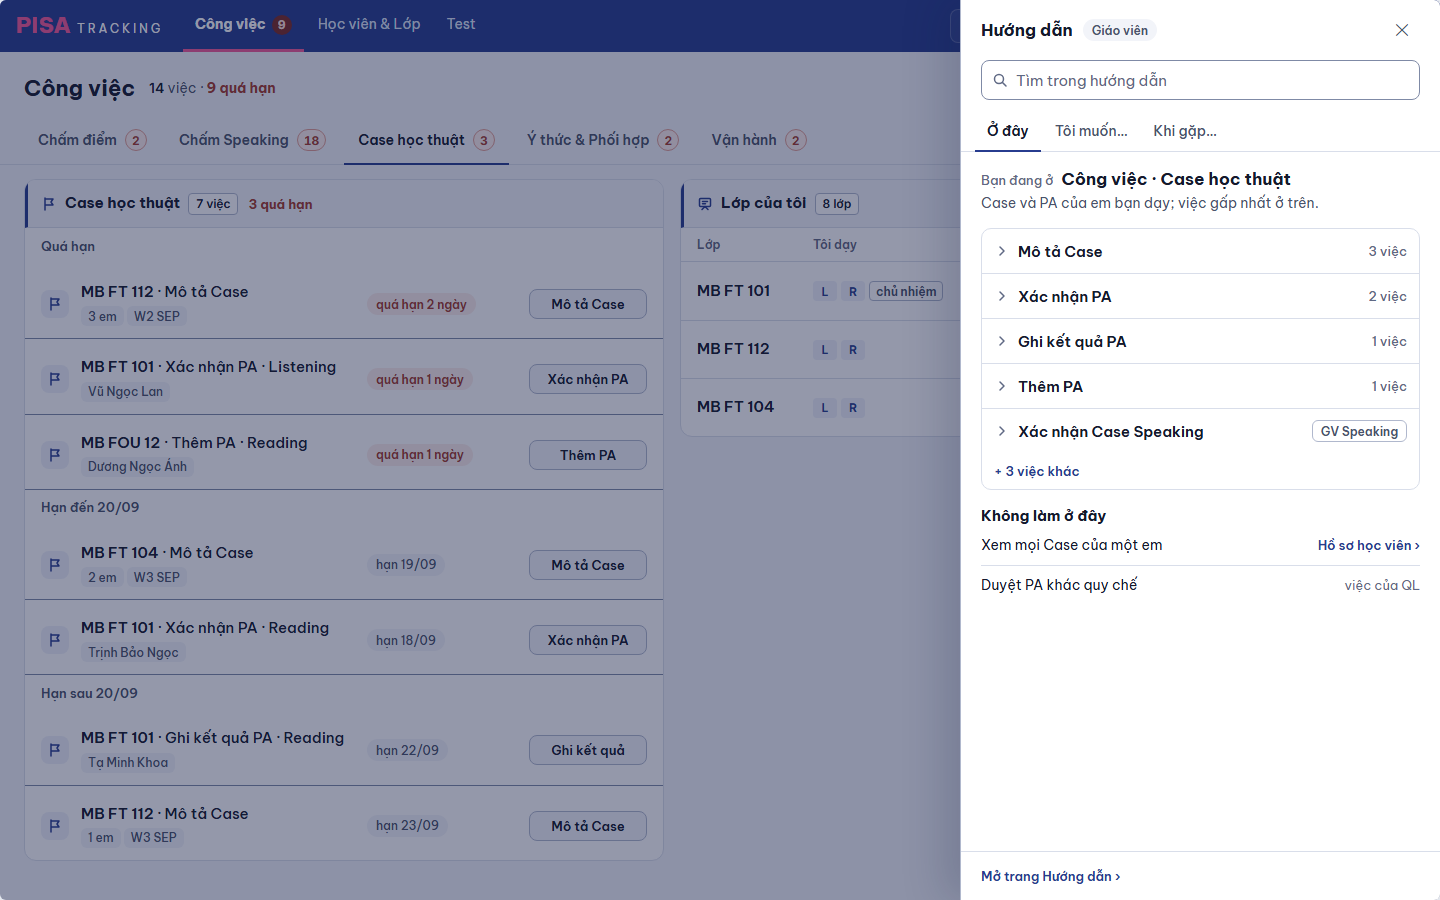 PISA TRACKING
Công việc 9
Học viên & Lớp
Test
Công việc
14 việc · 9 quá hạn
Chấm điểm 2
Chấm Speaking 18
Case học thuật 3
Ý thức & Phối hợp 2
Vận hành 2
Case học thuật 7 việc 3 quá hạn
Quá hạn
MB FT 112 · Mô tả Case
3 em W2 SEP
quá hạn 2 ngày
Mô tả Case
MB FT 101 · Xác nhận PA · Listening
Vũ Ngọc Lan
quá hạn 1 ngày
Xác nhận PA
MB FOU 12 · Thêm PA · Reading
Dương Ngọc Ánh
quá hạn 1 ngày
Thêm PA
Hạn đến 20/09
MB FT 104 · Mô tả Case
2 em W3 SEP
hạn 19/09
Mô tả Case
MB FT 101 · Xác nhận PA · Reading
Trịnh Bảo Ngọc
hạn 18/09
Xác nhận PA
Hạn sau 20/09
MB FT 101 · Ghi kết quả PA · Reading
Tạ Minh Khoa
hạn 22/09
Ghi kết quả
MB FT 112 · Mô tả Case
1 em W3 SEP
hạn 23/09
Mô tả Case
Lớp của tôi 8 lớp
Lớp Tôi dạy
MB FT 101 L R chủ nhiệm
MB FT 112 L R
MB FT 104 L R
Hướng dẫn Giáo viên
Tìm trong hướng dẫn
Ở đây
Tôi muốn...
Khi gặp...
Bạn đang ở Công việc · Case học thuật
Case và PA của em bạn dạy; việc gấp nhất ở trên.
Mô tả Case 3 việc
Xác nhận PA 2 việc
Ghi kết quả PA 1 việc
Thêm PA 1 việc
Xác nhận Case Speaking GV Speaking
+ 3 việc khác
Không làm ở đây
Xem mọi Case của một em Hồ sơ học viên ›
Duyệt PA khác quy chế việc của QL
Mở trang Hướng dẫn ›